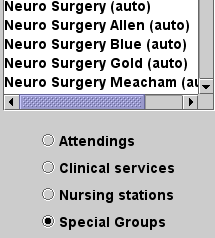 Neuro Surgery (auto)
Neuro Surgery Allen (auto)
Neuro Surgery Blue (auto)
Neuro Surgery Gold (auto)
Neuro Surgery Meacham (au
Attendings
Clinical services
Nursing stations
Special Groups